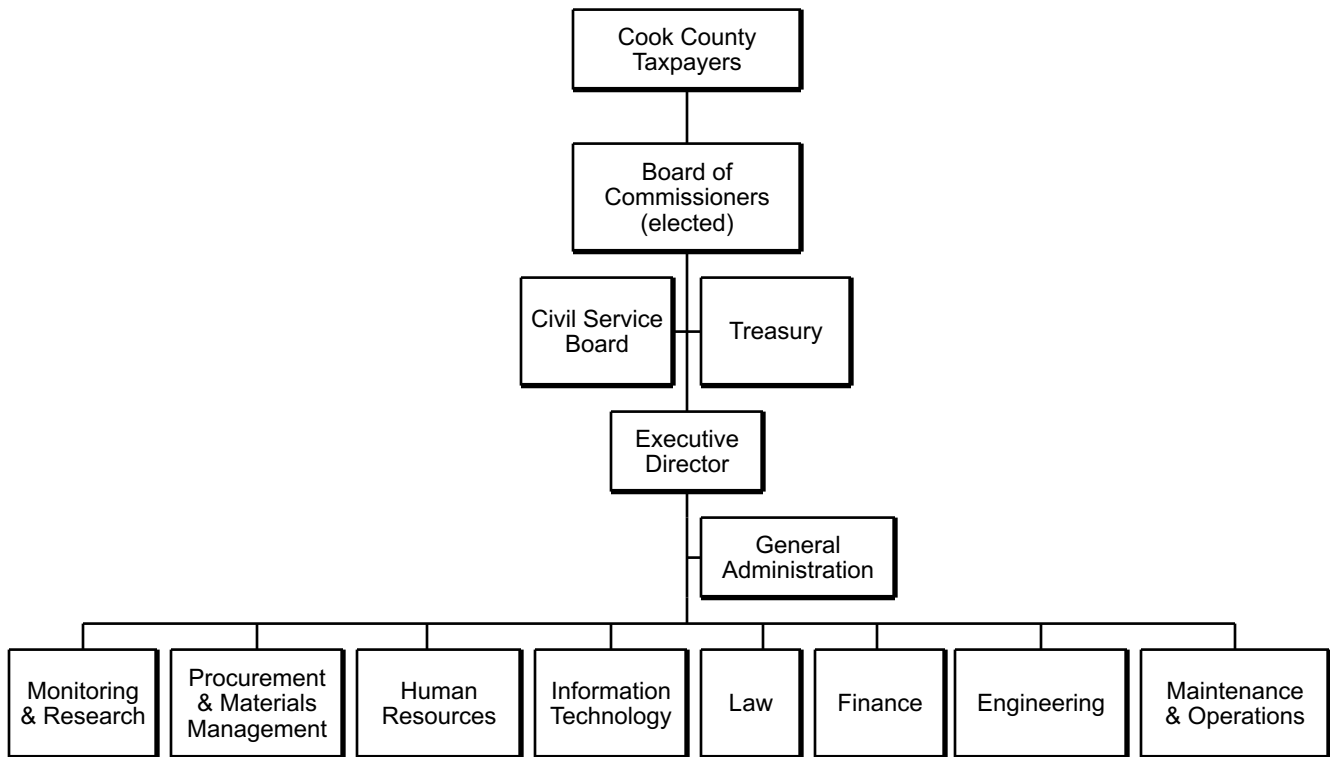 Cook County
Taxpayers
Board of
Commissioners
(elected)
Civil Service
Board
Treasury
Executive
Director
General
Administration
Monitoring
& Research
Procurement
& Materials
Management
Human
Resources
Information
Technology
Law
Finance
Engineering
Maintenance
& Operations